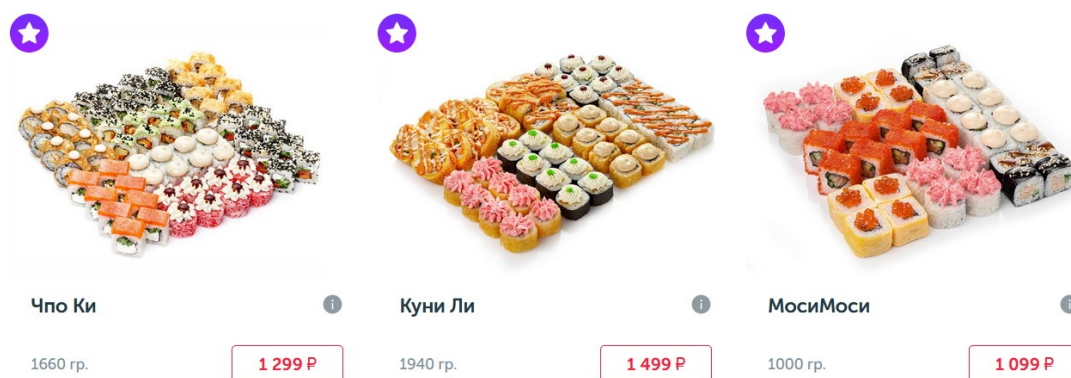 Чпо Ки
Куни Ли
МосиМоси
1660 гр.
1 299 ₽
1940 гр.
1 499 ₽
1000 гр.
1 099 ₽